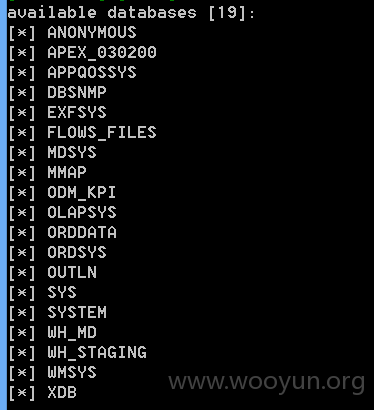 available databases [19]:
[*] ANONYMOUS
[*] APEX_030200
[*] APPQOSSYS
[*] DBSNMP
[*] EXFSYS
[*] FLOWS_FILES
[*] MDSYS
[*] MMAP
[*] ODM_KPI
[*] OLAPSYS
[*] ORDDATA
[*] ORDSYS
[*] OUTLN
[*] SYS
[*] SYSTEM
[*] WH_MD
[*] WH_STAGING
[*] WMSYS
[*] XDB
www.wooyun.org